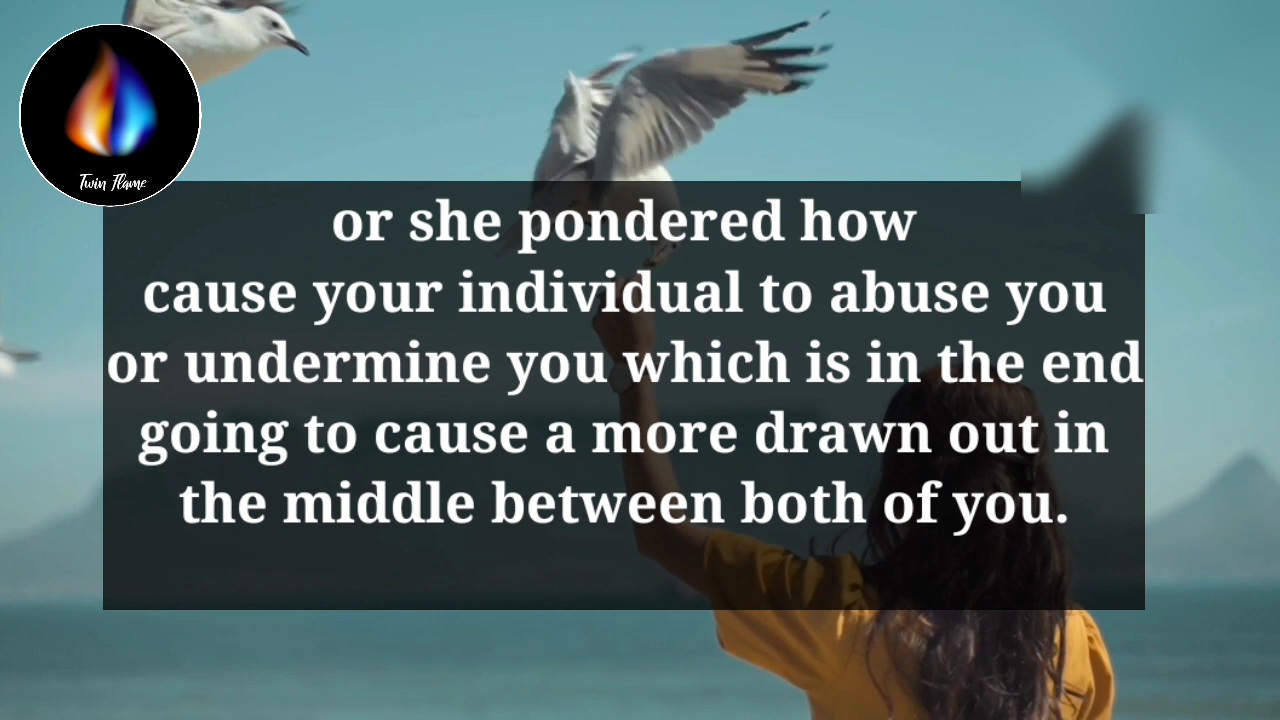 Twin Flame
or she pondered how
cause your individual to abuse you
or undermine you which is in the end
going to cause a more drawn out in
the middle between both of you.